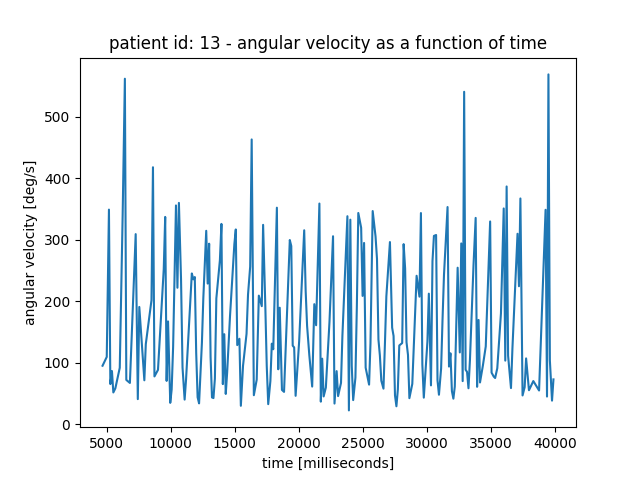 patient id: 13 - angular velocity as a function of time
angular velocity [deg/s]
500
400
300
200
100
0
5000 10000 15000 20000 25000 30000 35000 40000
time [milliseconds]